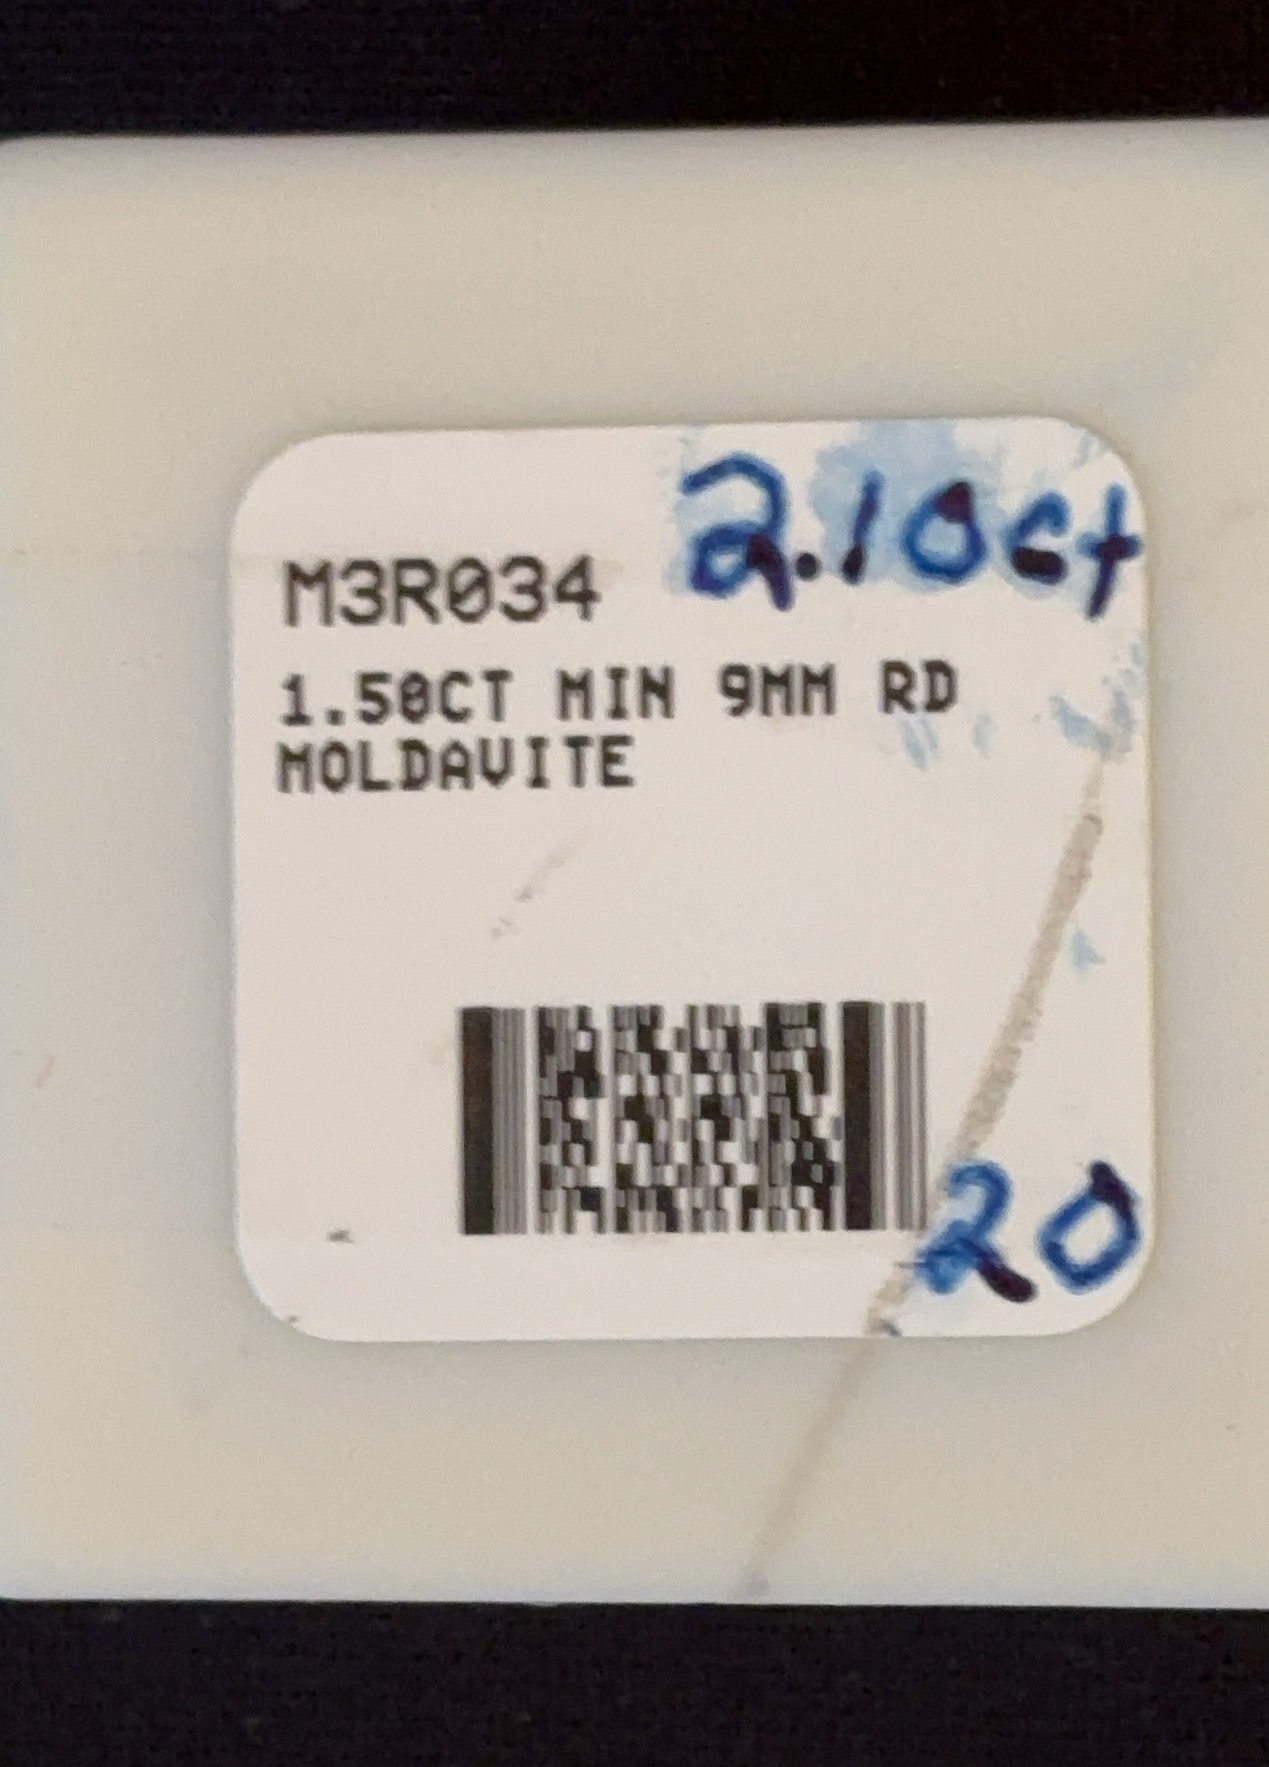 2.10ct
M3R034
1.50CT MIN 9MM RD
MOLDAVITE
20